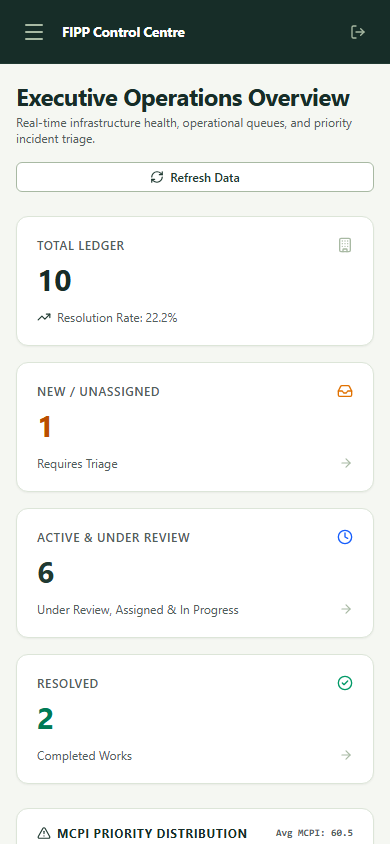 FIPP Control Centre
Executive Operations Overview
Real-time infrastructure health, operational queues, and priority
incident triage.
Refresh Data
TOTAL LEDGER
10
Resolution Rate: 22.2%
NEW / UNASSIGNED
1
Requires Triage
ACTIVE & UNDER REVIEW
6
Under Review, Assigned & In Progress
RESOLVED
2
Completed Works
MCPI PRIORITY DISTRIBUTION Avg MCPI: 60.5